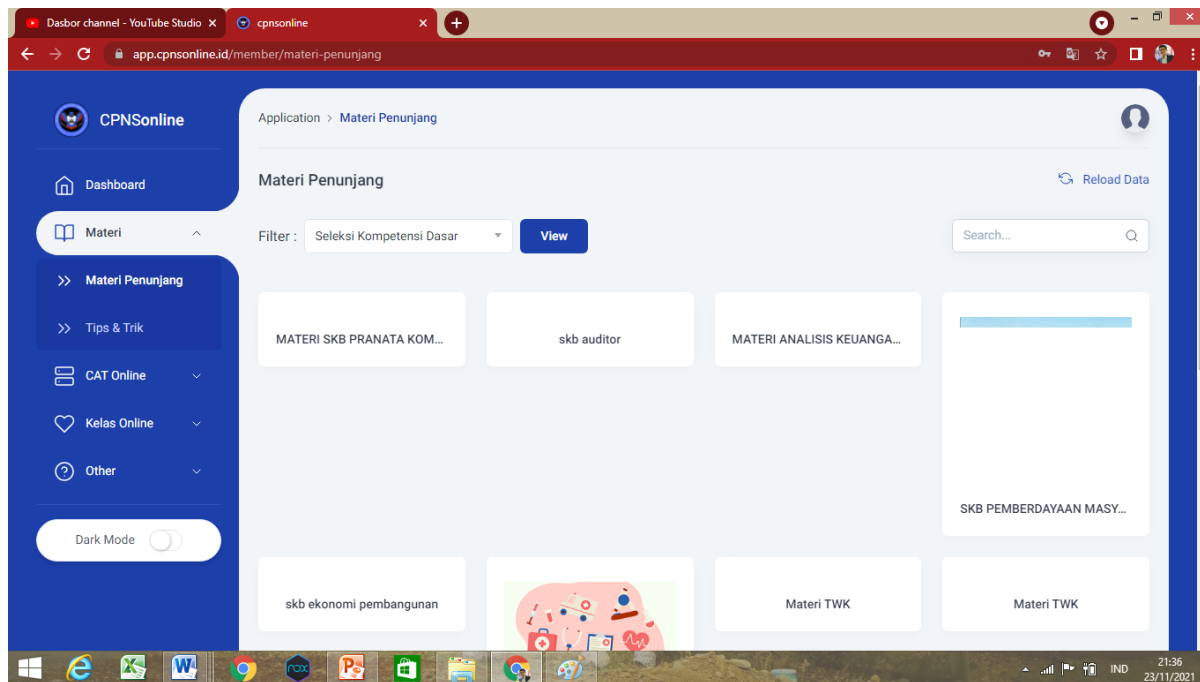 Dasbor channel - YouTube Studio
cpnsonline
app.cpnsonline.id/member/materi-penunjang
CPNSonline
Application > Materi Penunjang
Materi Penunjang
Reload Data
Dashboard
Materi
Filter : Seleksi Kompetensi Dasar View Search...
Materi Penunjang
Tips & Trik
CAT Online
Kelas Online
Other
Dark Mode
MATERI SKB PRANATA KOM...
skb auditor
MATERI ANALISIS KEUANGA...
SKB PEMBERDAYAAN MASY...
skb ekonomi pembangunan
Materi TWK
Materi TWK
IND
21:36
23/11/2021